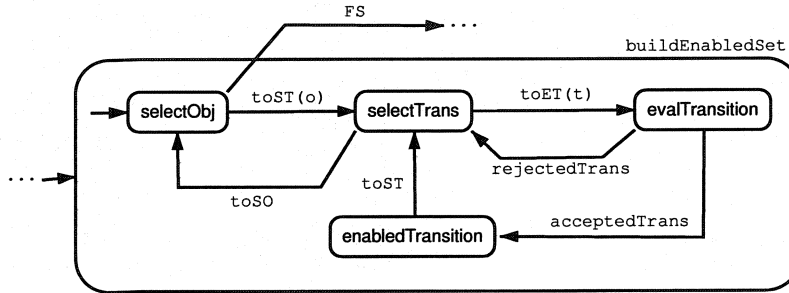 FS
...
buildEnabledSet
selectObj
toST(o)
selectTrans
toET(t)
evalTransition
...
toSO
toST
rejectedTrans
enabledTransition
acceptedTrans